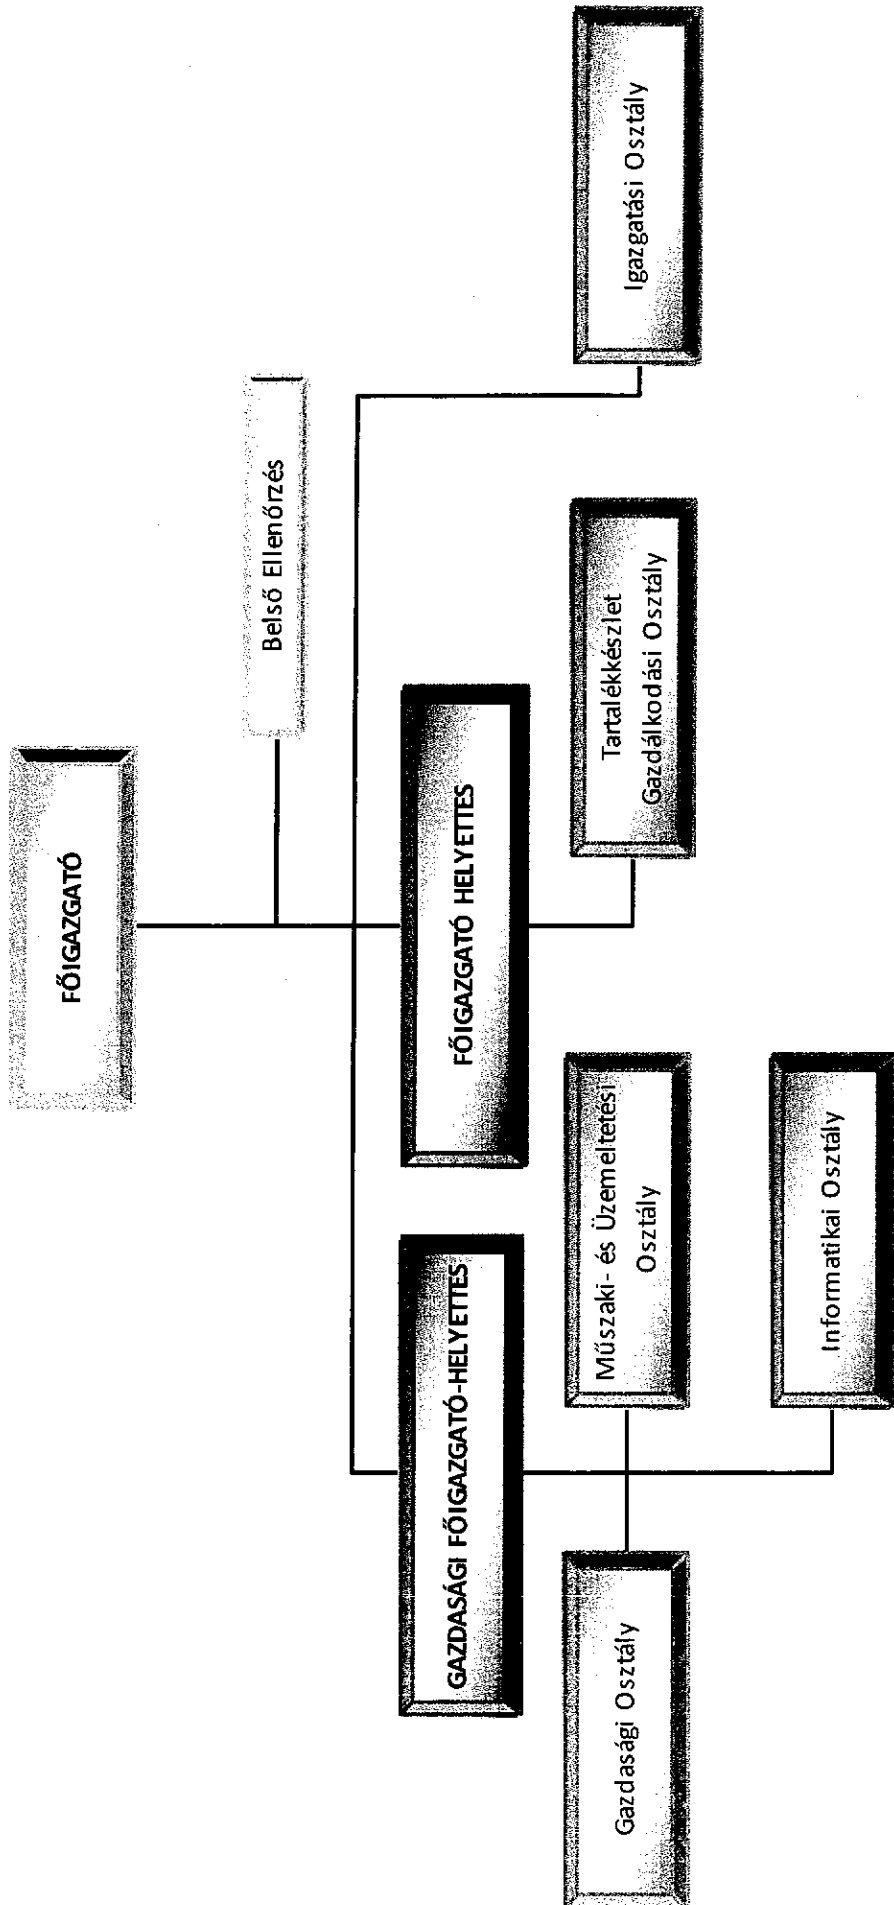 FŐIGAZGATÓ
Belső Ellenőrzés
GAZDASÁGI FŐIGAZGATÓ-HELYETTES
FŐIGAZGATÓ HELYETTES
Gazdasági Osztály
Műszaki- és Üzemeltetési
Osztály
Tartalékkészlet
Gazdálkodási Osztály
Igazgatási Osztály
Informatikai Osztály